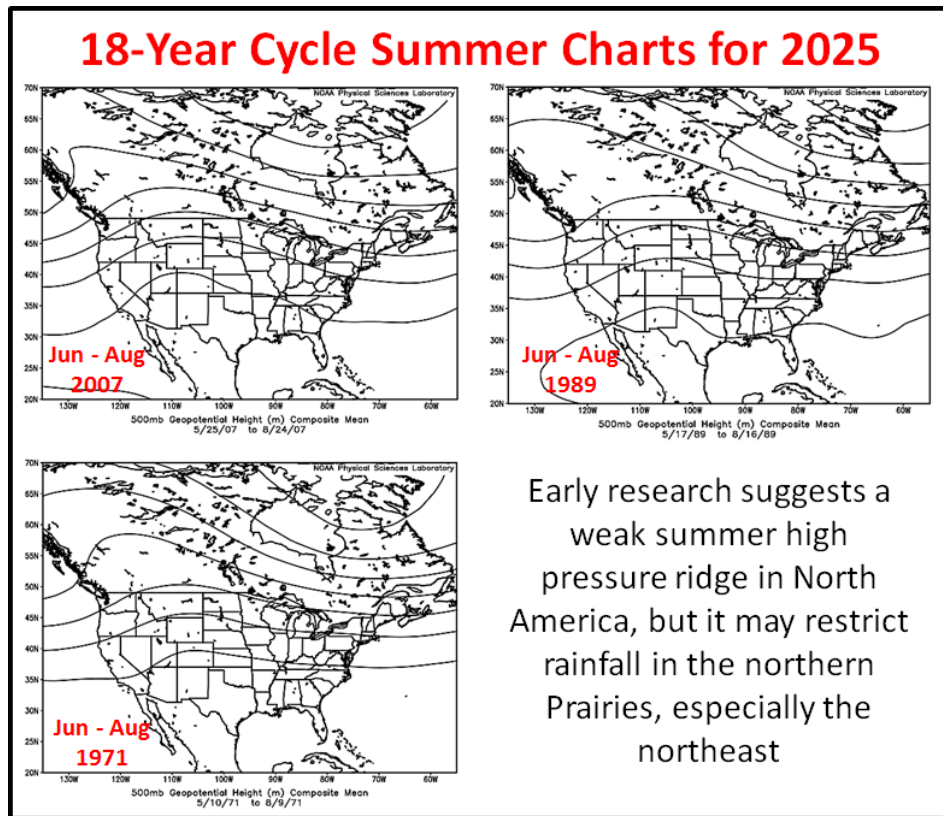 18-Year Cycle Summer Charts for 2025
NOAA Physical Sciences Laboratory
70N
65N
60N
55N
50N
45N
40N
35N
30N
25N
20N
Jun - Aug
2007
130W 120W 110W 100W 90W 80W 70W 60W
500mb Geopotential Height (m) Composite Mean
5/25/07 to 8/24/07
NOAA Physical Sciences Laboratory
70N
65N
60N
55N
50N
45N
40N
35N
30N
25N
20N
Jun - Aug
1989
130W 120W 110W 100W 90W 80W 70W 60W
500mb Geopotential Height (m) Composite Mean
5/17/89 to 8/16/89
NOAA Physical Sciences Laboratory
70N
65N
60N
55N
50N
45N
40N
35N
30N
25N
20N
Jun - Aug
1971
130W 120W 110W 100W 90W 80W 70W 60W
500mb Geopotential Height (m) Composite Mean
5/10/71 to 8/9/71
Early research suggests a
weak summer high
pressure ridge in North
America, but it may restrict
rainfall in the northern
Prairies, especially the
northeast